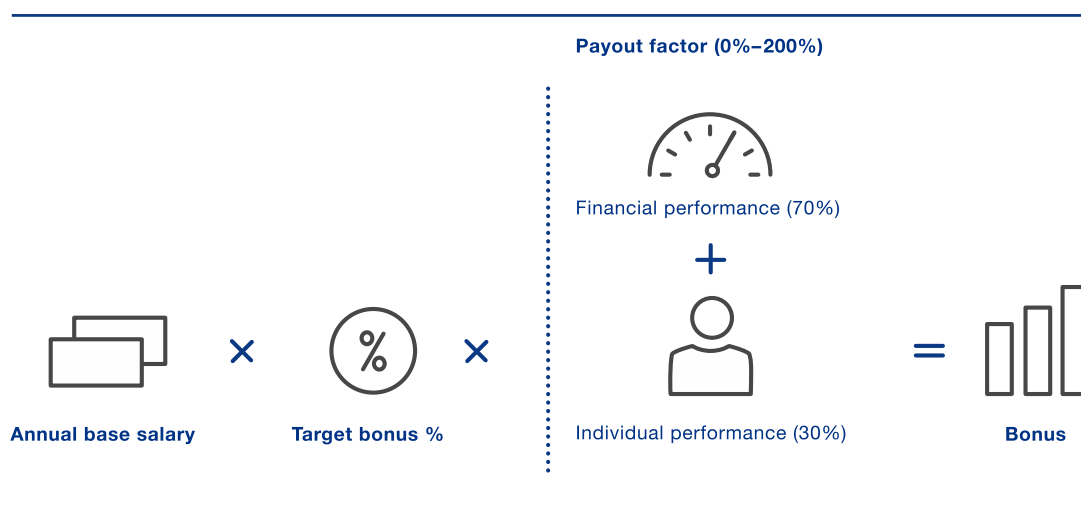 Payout factor (0%–200%)
Financial performance (70%)
+
× % × =
Annual base salary
Target bonus %
Individual performance (30%)
Bonus